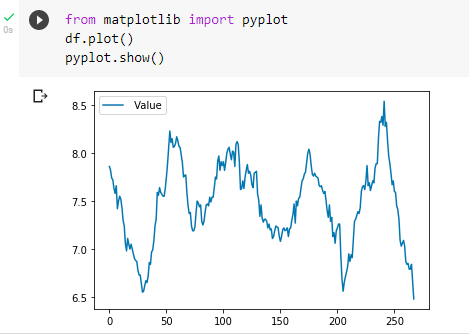 from matplotlib import pyplot
df.plot()
pyplot.show()
0s
Value
8.5
8.0
7.5
7.0
6.5
0 50 100 150 200 250